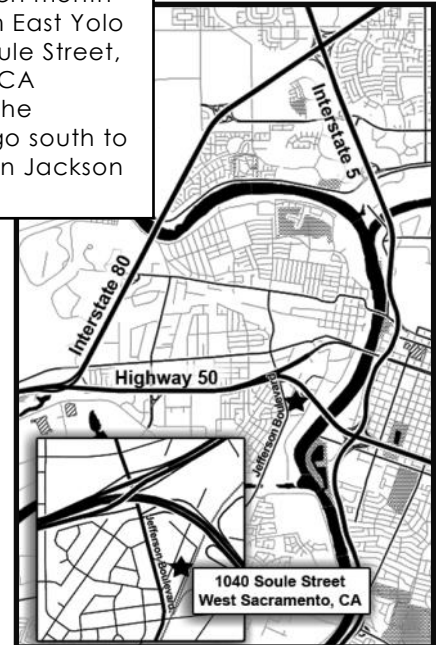 n East Yolo
ule Street,
CA
he
go south to
n Jackson
Interstate 5
Interstate 80
Highway 50
Jefferson Boulevard
Jefferson Boulevard
1040 Soule Street
West Sacramento, CA